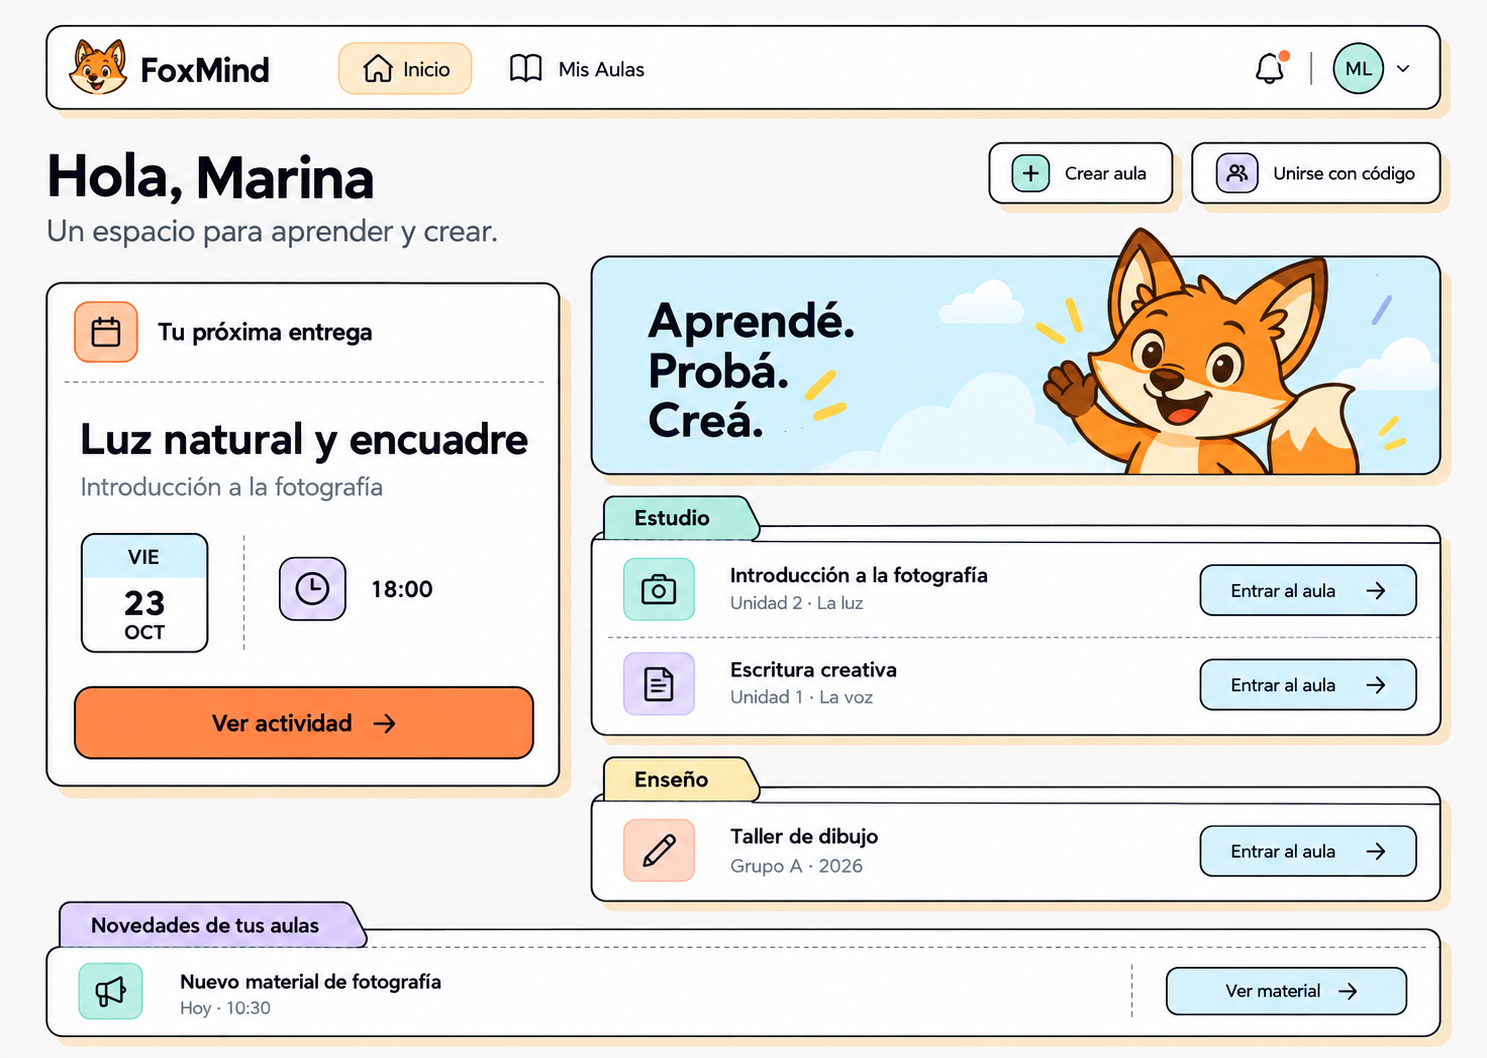 FoxMind
Inicio
Mis Aulas
ML
Hola, Marina
Un espacio para aprender y crear.
Crear aula
Unirse con código
Tu próxima entrega
Luz natural y encuadre
Introducción a la fotografía
VIE
23
OCT
18:00
Ver actividad
Aprendé.
Probá.
Creá.
Estudio
Introducción a la fotografía
Unidad 2 · La luz
Entrar al aula
Escritura creativa
Unidad 1 · La voz
Entrar al aula
Enseño
Taller de dibujo
Grupo A · 2026
Entrar al aula
Novedades de tus aulas
Nuevo material de fotografía
Hoy · 10:30
Ver material